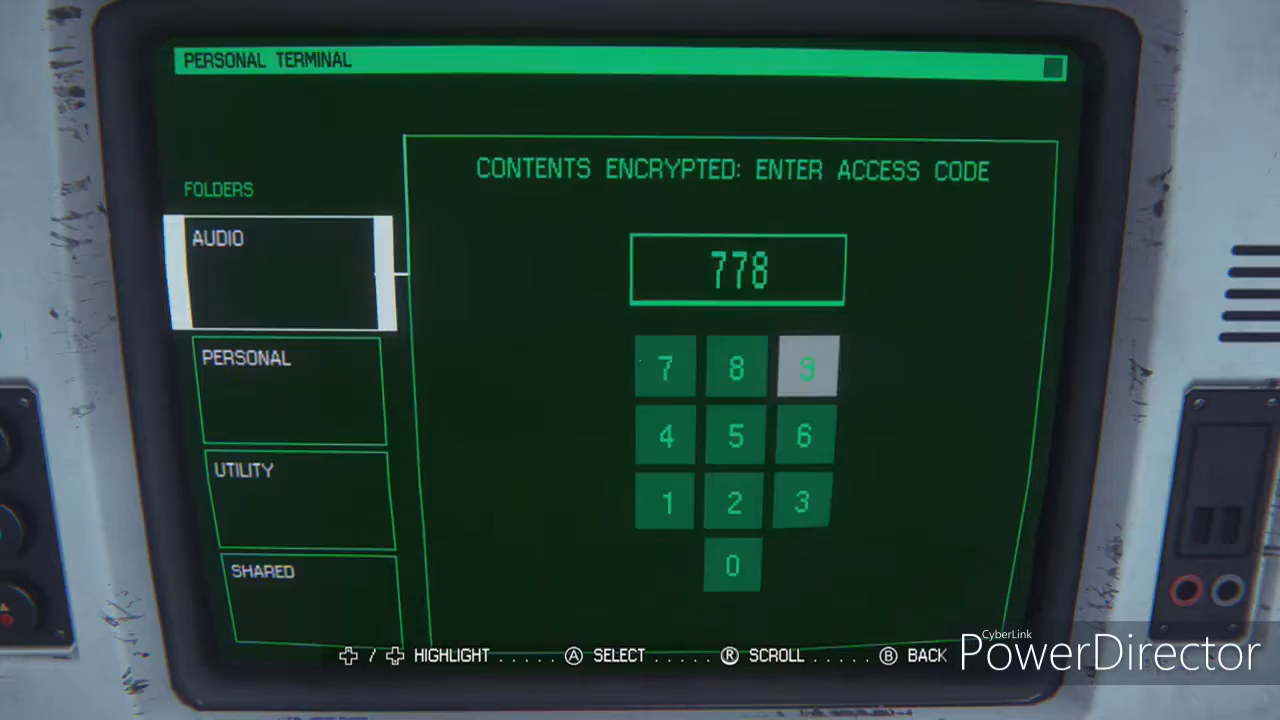 PERSONAL TERMINAL
CONTENTS ENCRYPTED: ENTER ACCESS CODE
FOLDERS
AUDIO
778
7 8 9
PERSONAL
4 5 6
UTILITY
1 2 3
0
SHARED
/ HIGHLIGHT..... A SELECT..... R SCROLL..... B BACK
CyberLink
PowerDirector